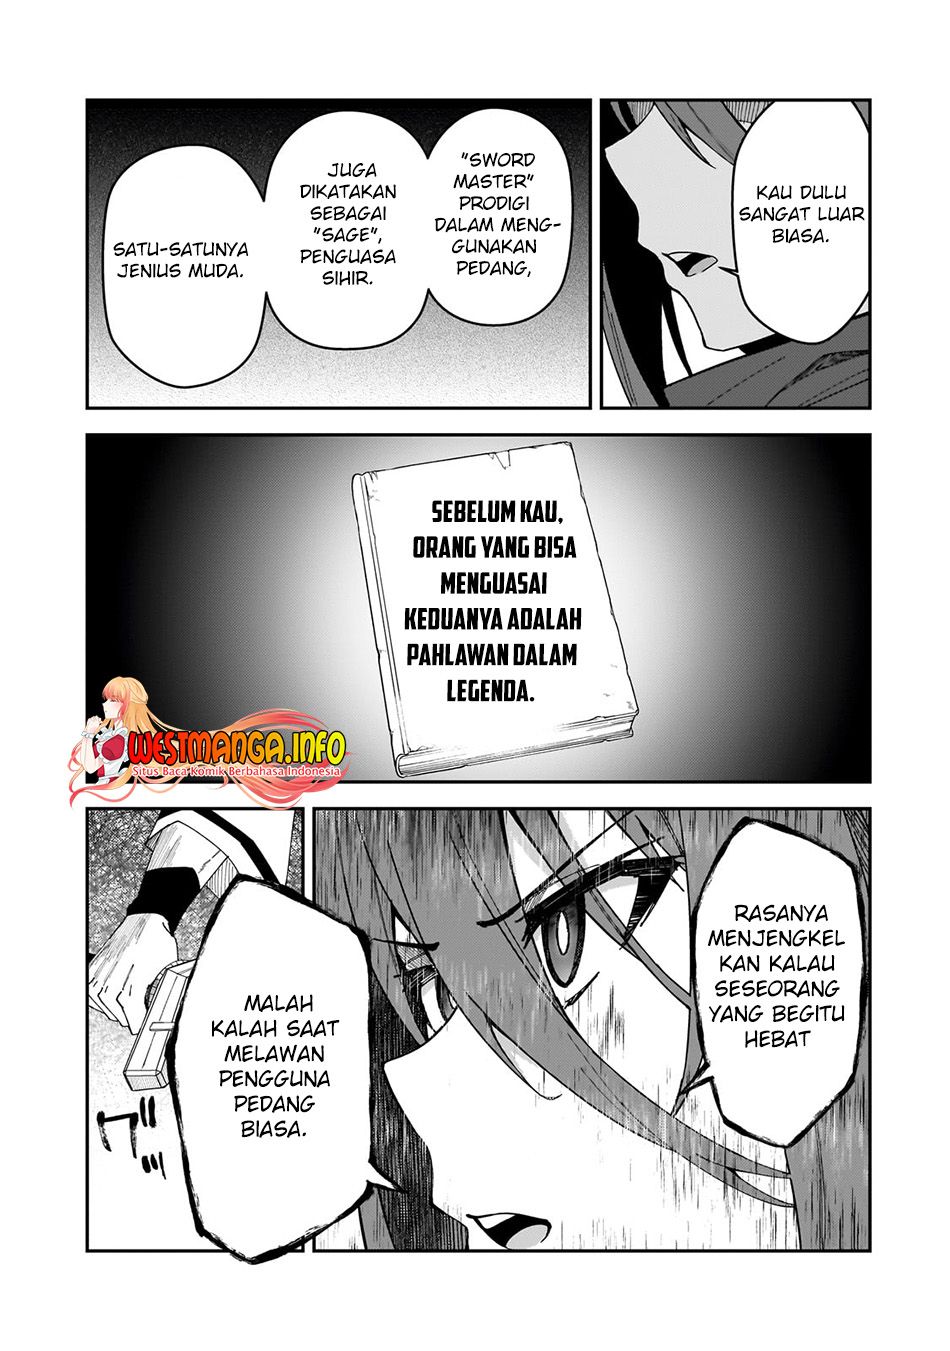 KAU DULU
SANGAT LUAR
BIASA.
"SWORD
MASTER"
PRODIGI
DALAM MENG-
GUNAKAN
PEDANG,
JUGA
DIKATAKAN
SEBAGAI
"SAGE",
PENGUASA
SIHIR.
SATU-SATUNYA
JENIUS MUDA.
SEBELUM KAU,
ORANG YANG BISA
MENGUASAI
KEDUANYA ADALAH
PAHLAWAN DALAM
LEGENDA.
WESTMANGA.INFO
Situs Baca Komik Berbahasa Indonesia
RASANYA
MENJENGKEL
KAN KALAU
SESEORANG
YANG BEGITU
HEBAT
MALAH
KALAH SAAT
MELAWAN
PENGGUNA
PEDANG
BIASA.
グッ